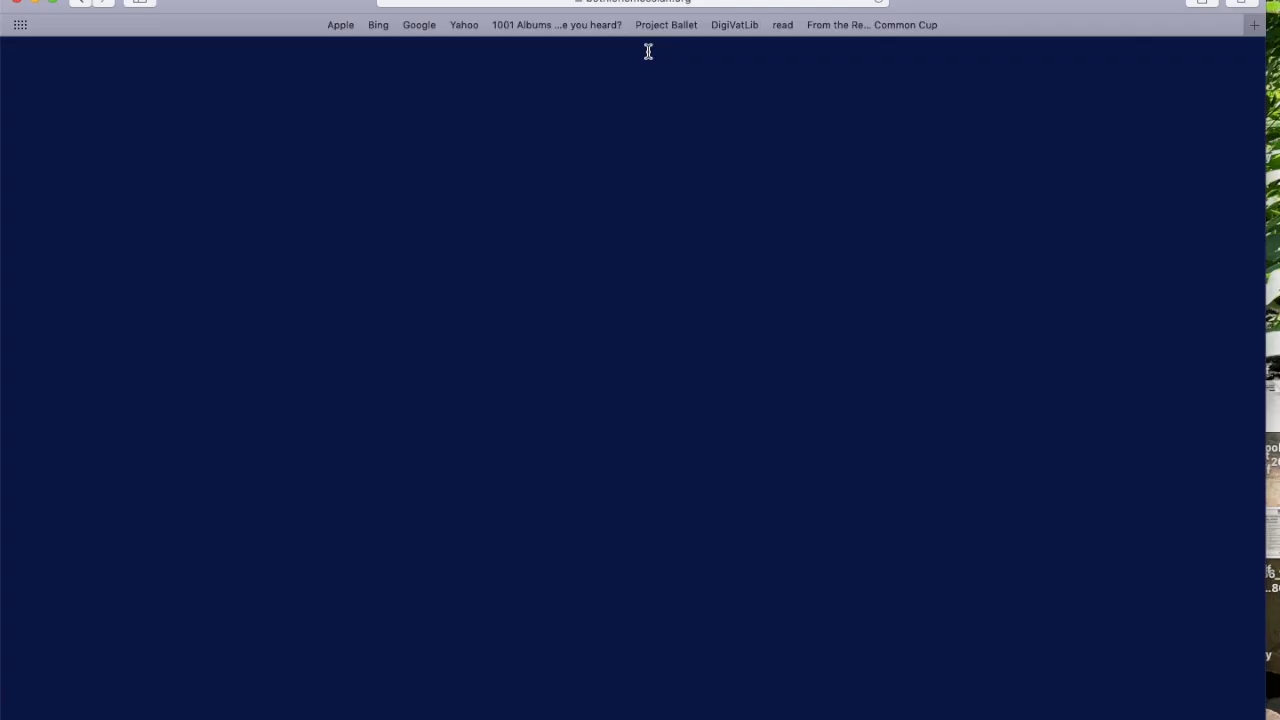 Apple Bing Google Yahoo 1001 Albums ...e you heard? Project Ballet DigiVatLib read From the Re... Common Cup